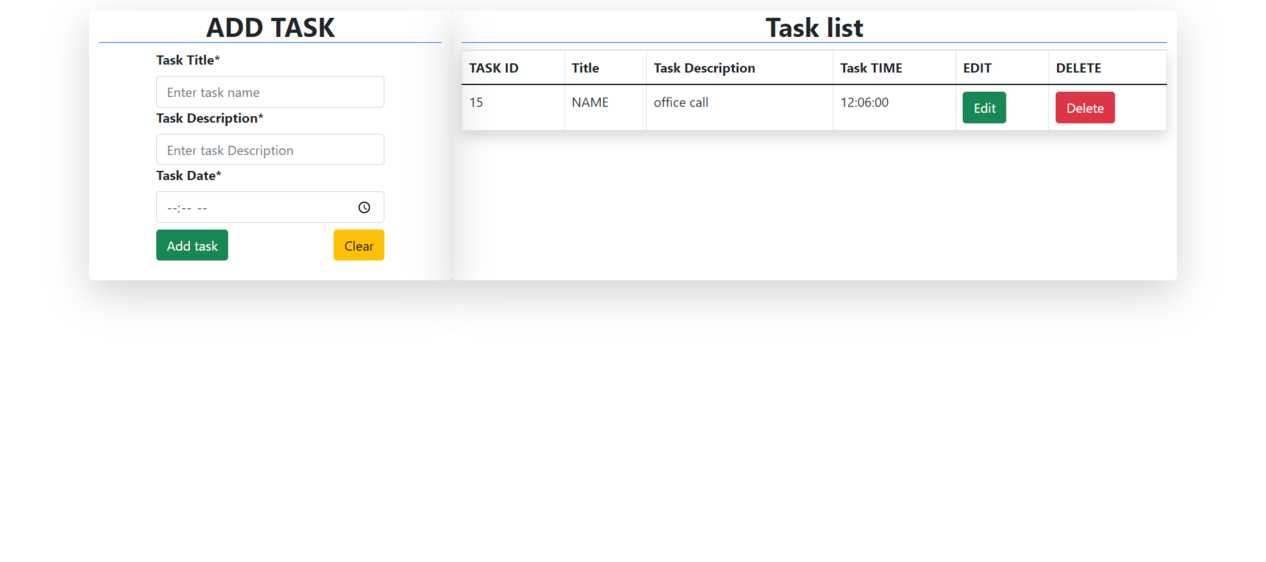 ADD TASK
Task Title*
Enter task name
Task Description*
Enter task Description
Task Date*
--:-- --
Add task Clear
Task list
TASK ID Title Task Description Task TIME EDIT DELETE
15 NAME office call 12:06:00 Edit Delete